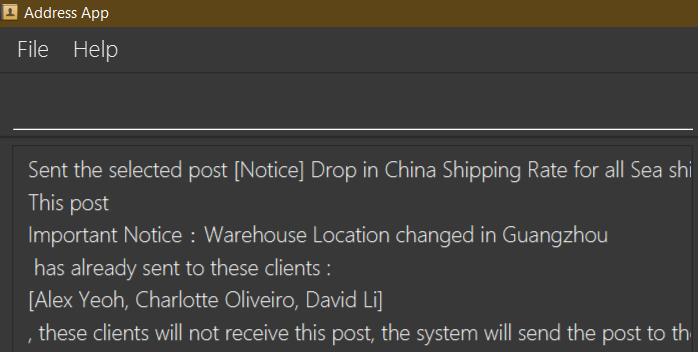 Address App
File Help
Sent the selected post [Notice] Drop in China Shipping Rate for all Sea
This post
Important Notice：Warehouse Location changed in Guangzhou
has already sent to these clients :
[Alex Yeoh, Charlotte Oliveiro, David Li]
, these clients will not receive this post, the system will send the post to